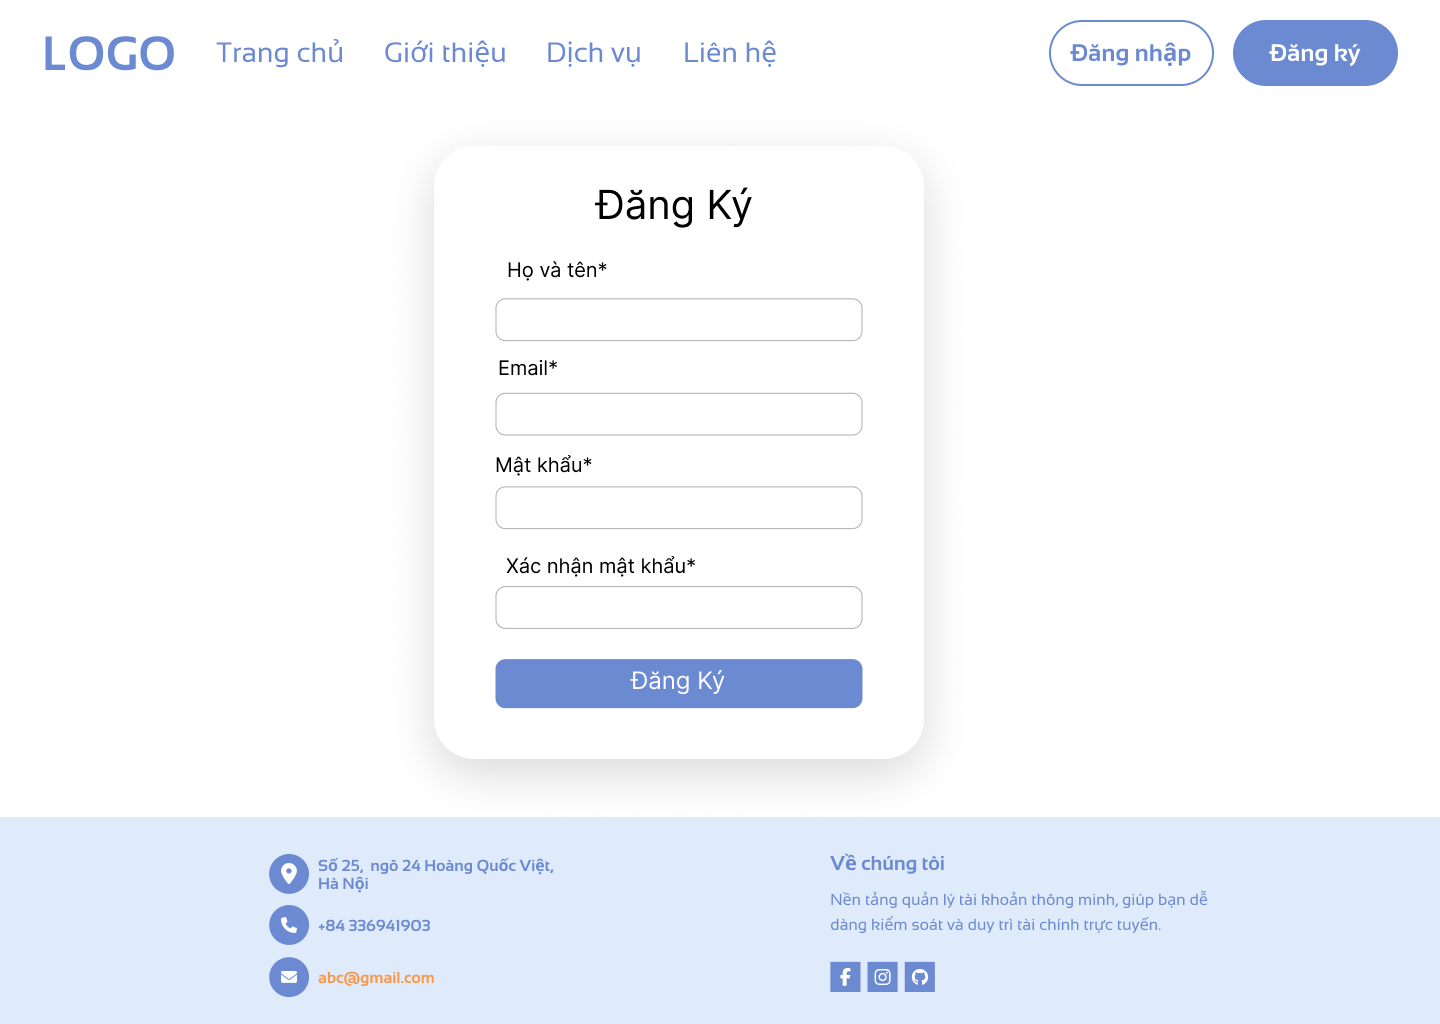 LOGO
Trang chủ
Giới thiệu
Dịch vụ
Liên hệ
Đăng nhập
Đăng ký
Đăng Ký
Họ và tên*
Email*
Mật khẩu*
Xác nhận mật khẩu*
Đăng Ký
Số 25, ngõ 24 Hoàng Quốc Việt,
Hà Nội
+84 336941903
abc@gmail.com
Về chúng tôi
Nền tảng quản lý tài khoản thông minh, giúp bạn dễ
dàng kiểm soát và duy trì tài chính trực tuyến.